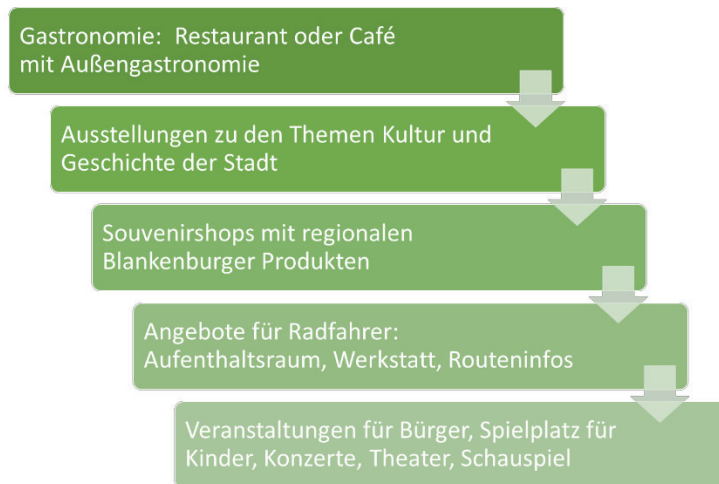 Gastronomie: Restaurant oder Café
mit Außengastronomie
Ausstellungen zu den Themen Kultur und
Geschichte der Stadt
Souvenirshops mit regionalen
Blankenburger Produkten
Angebote für Radfahrer:
Aufenthaltsraum, Werkstatt, Routeninfos
Veranstaltungen für Bürger, Spielplatz für
Kinder, Konzerte, Theater, Schauspiel